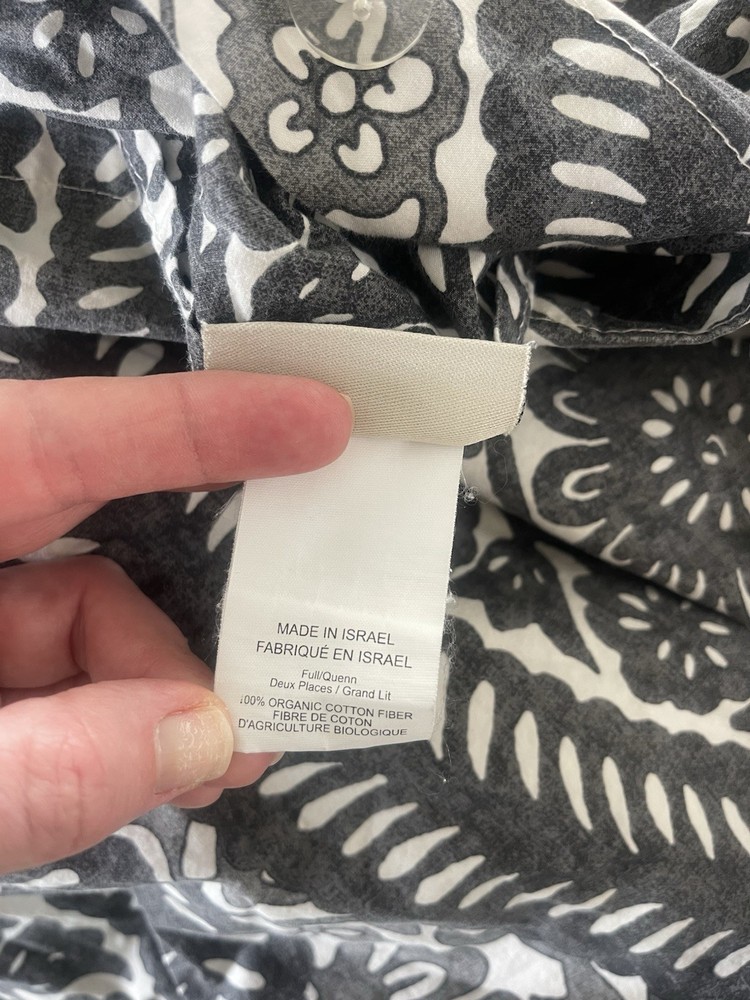 MADE IN ISRAEL
FABRIQUÉ EN ISRAEL
Full/Quenn
Deux Places / Grand Lit
100% ORGANIC COTTON FIBER
FIBRE DE COTON
D'AGRICULTURE BIOLOGIQUE